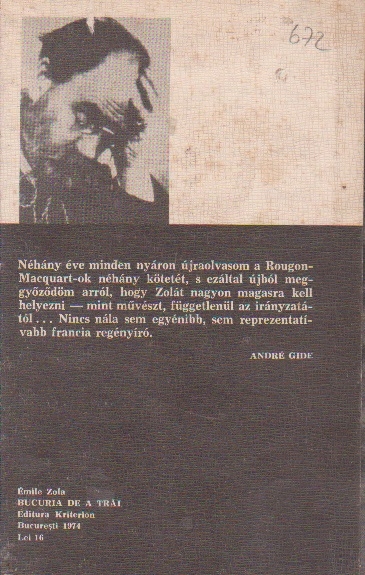 672
Néhány éve minden nyáron újraolvasom a Rougon-
Macquart-ok néhány kötetét, s ezáltal újból meg-
győződöm arról, hogy Zolát nagyon magasra kell
helyezni — mint művészt, függetlenül az irányzatá-
tól... Nincs nála sem egyénibb, sem reprezentatí-
vabb francia regényíró.
ANDRÉ GIDE
Émile Zola
BUCURIA DE A TRĂI
Editura Kriterion
București 1974
Lei 16